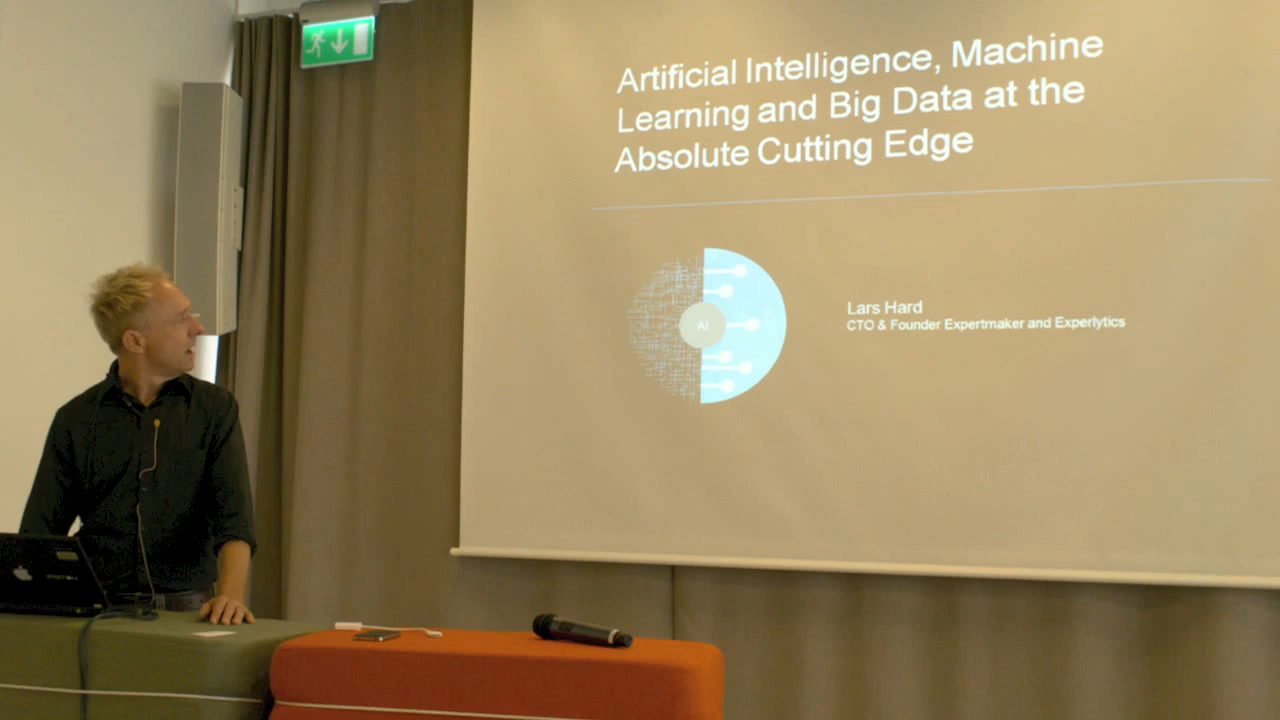 Artificial Intelligence, Machine
Learning and Big Data at the
Absolute Cutting Edge
AI
Lars Hard
CTO & Founder Expertmaker and Experlytics